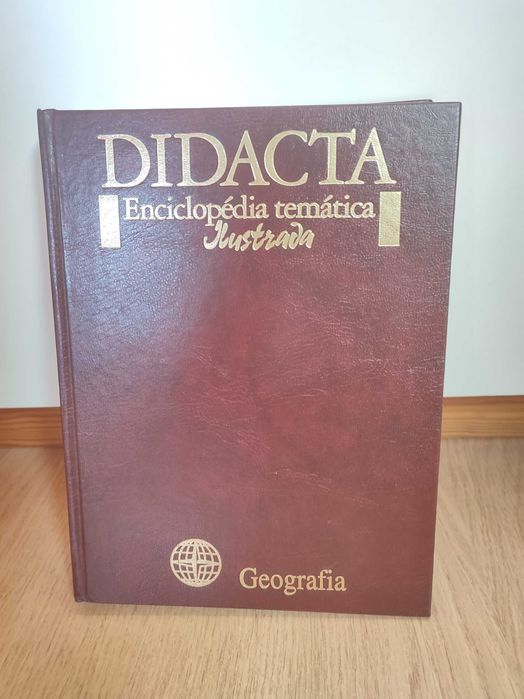 DIDACTA
Enciclopédia temática
Ilustrada
Geografia